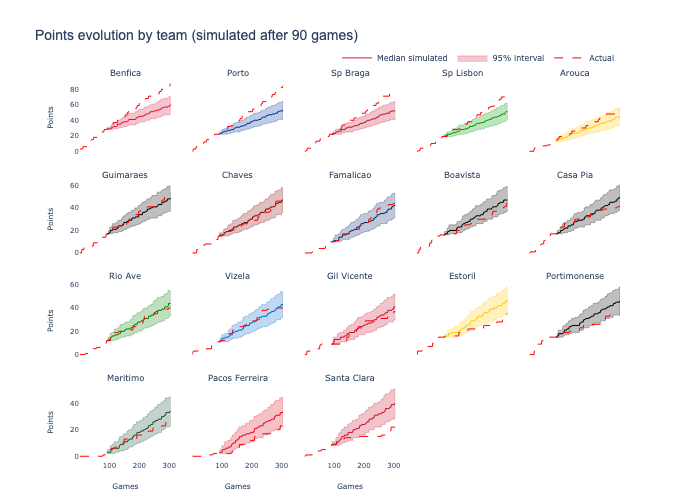 Points evolution by team (simulated after 90 games)
Median simulated 95% interval Actual
Benfica Porto Sp Braga Sp Lisbon Arouca
80
60
40
20
0
Points
Guimaraes Chaves Famalicao Boavista Casa Pia
60
40
20
0
Points
Rio Ave Vizela Gil Vicente Estoril Portimonense
60
40
20
0
Points
Maritimo Pacos Ferreira Santa Clara
40
20
0
Points
100 200 300 100 200 300 100 200 300
Games Games Games